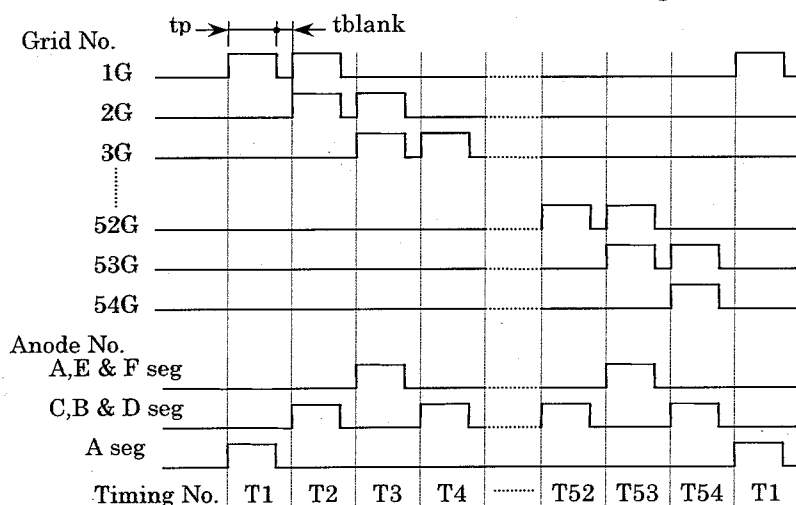 tp tblank
Grid No.
1G
2G
3G
52G
53G
54G
Anode No.
A,E & F seg
C,B & D seg
A seg
Timing No. T1 T2 T3 T4 T52 T53 T54 T1